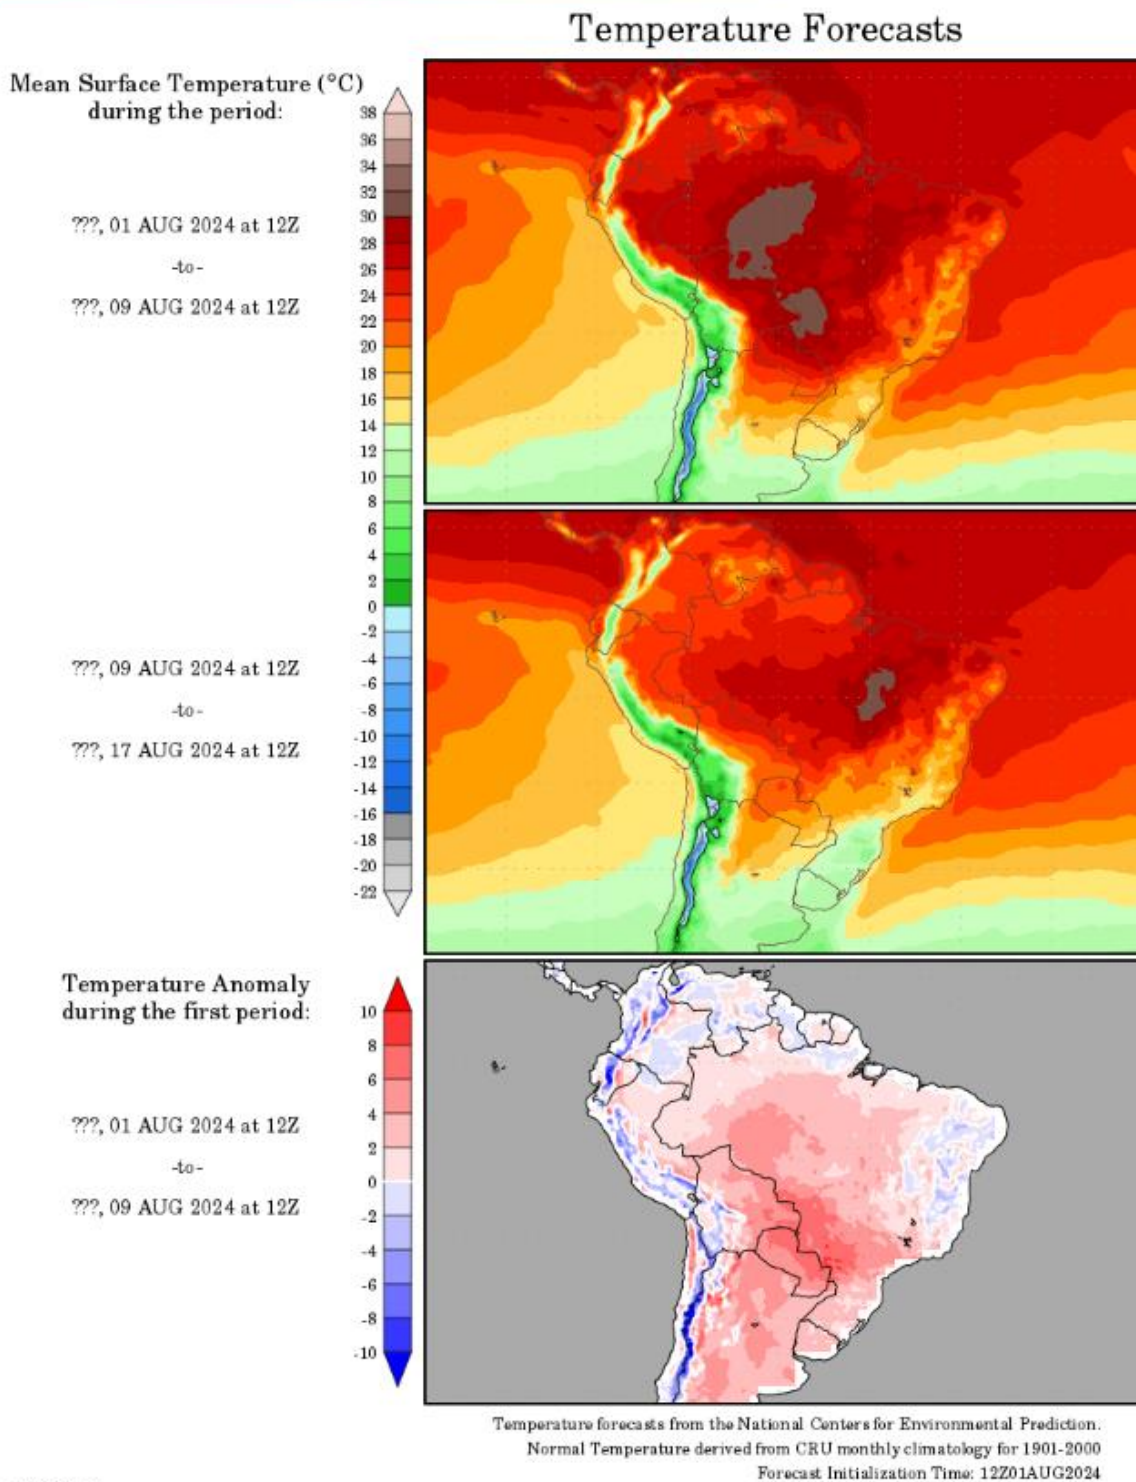 Temperature Forecasts
Mean Surface Temperature (°C)
during the period:
38
36
34
32
30
28
26
24
22
20
18
16
14
12
10
8
6
4
2
0
-2
-4
-6
-8
-10
-12
-14
-16
-18
-20
-22
???, 01 AUG 2024 at 12Z
-to-
???, 09 AUG 2024 at 12Z
???, 09 AUG 2024 at 12Z
-to-
???, 17 AUG 2024 at 12Z
Temperature Anomaly
during the first period:
10
8
6
4
2
0
-2
-4
-6
-8
-10
???, 01 AUG 2024 at 12Z
-to-
???, 09 AUG 2024 at 12Z
Temperature forecasts from the National Centers for Environmental Prediction.
Normal Temperature derived from CRU monthly climatology for 1901-2000
Forecast Initialization Time: 12Z01AUG2024